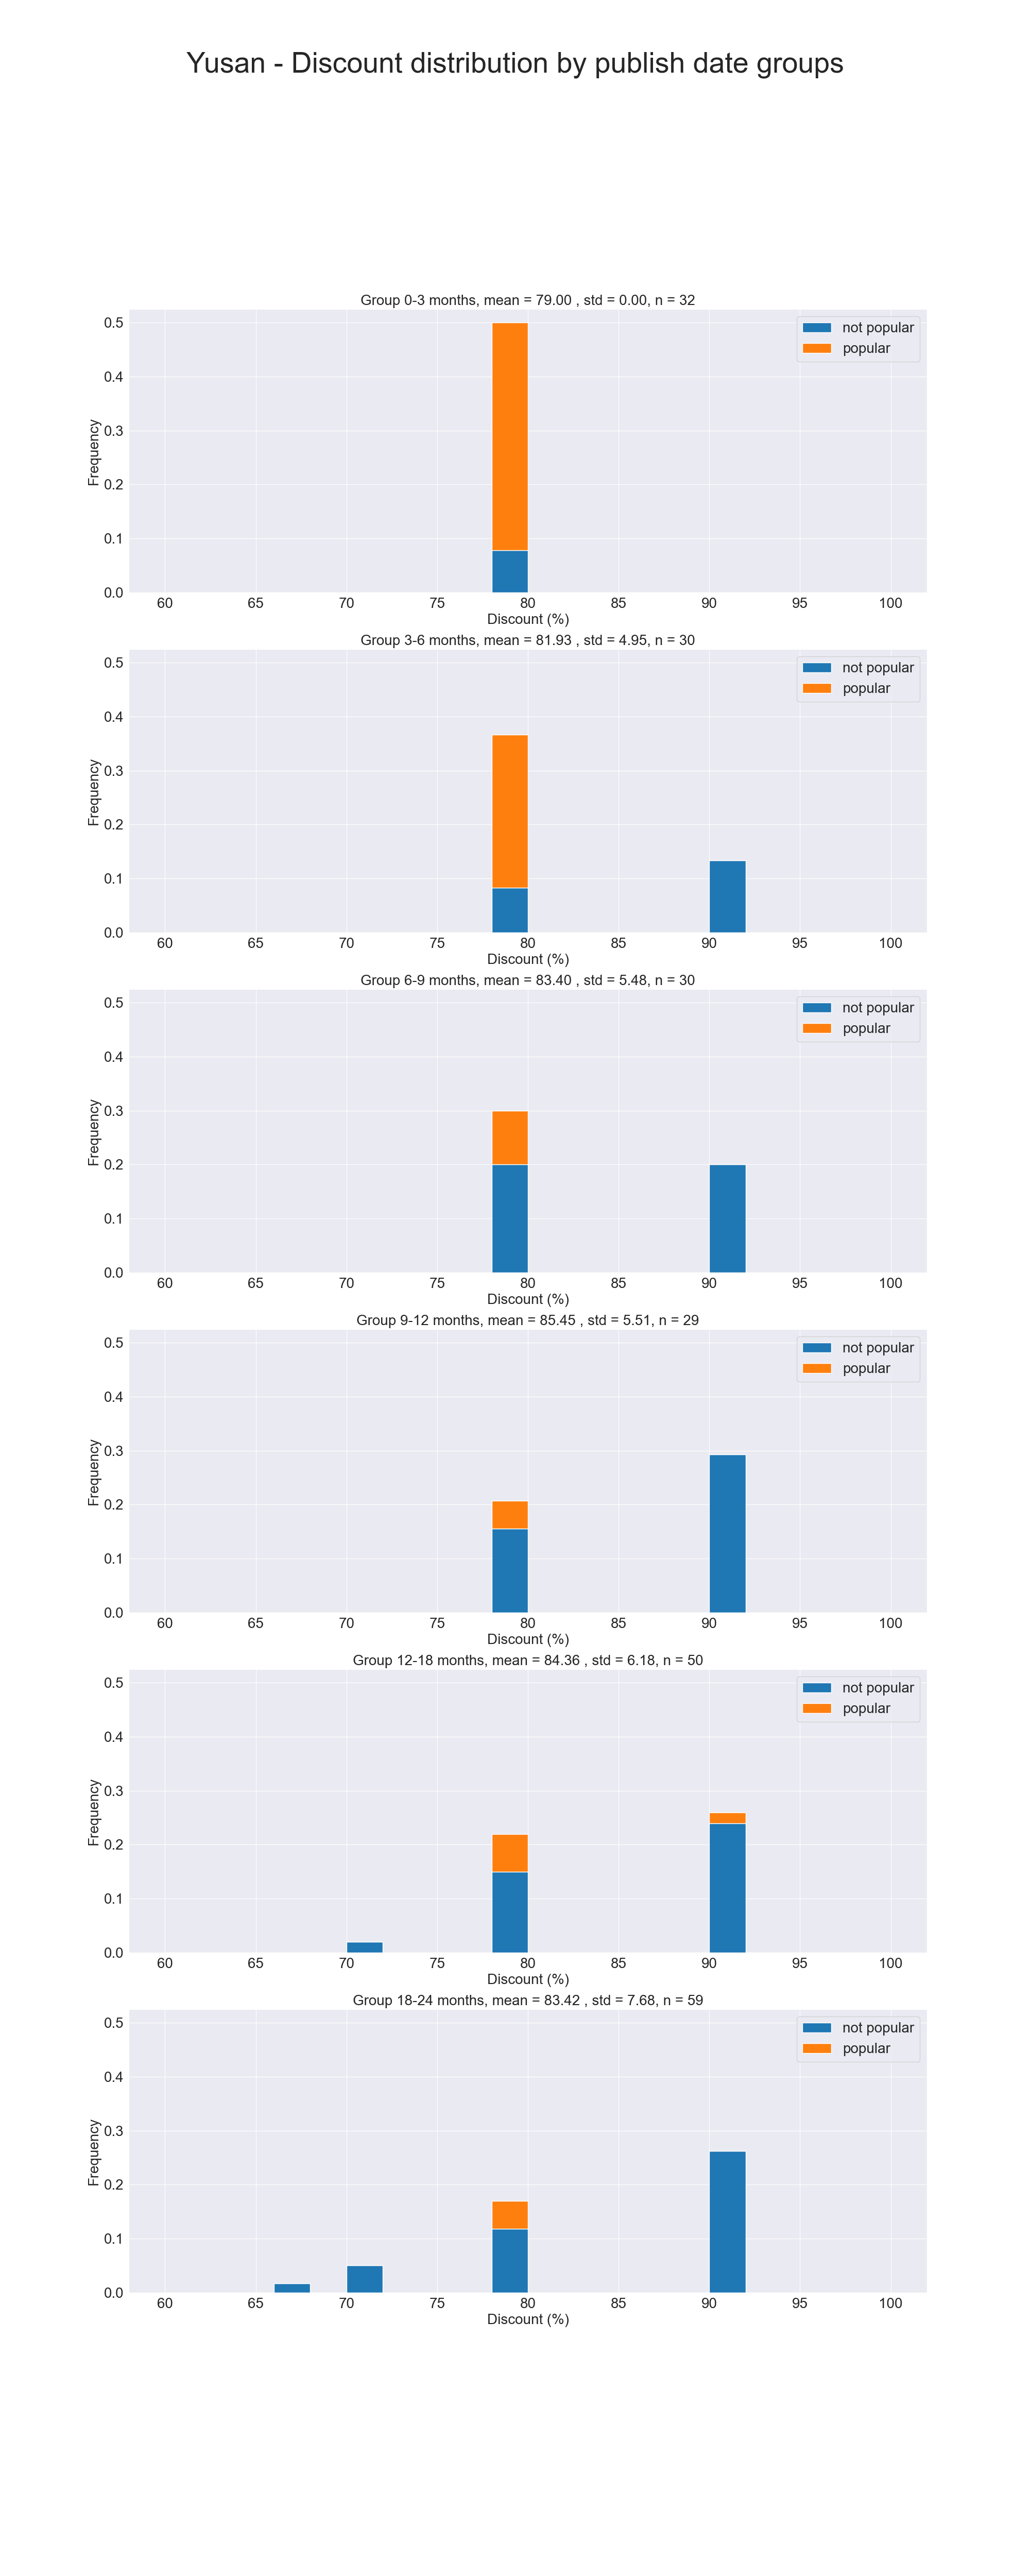 Yusan - Discount distribution by publish date groups
Group 0-3 months, mean = 79.00 , std = 0.00, n = 32
not popular
popular
0.5
0.4
0.3
0.2
0.1
0.0
Frequency
60 65 70 75 80 85 90 95 100
Discount (%)
Group 3-6 months, mean = 81.93 , std = 4.95, n = 30
not popular
popular
0.5
0.4
0.3
0.2
0.1
0.0
Frequency
60 65 70 75 80 85 90 95 100
Discount (%)
Group 6-9 months, mean = 83.40 , std = 5.48, n = 30
not popular
popular
0.5
0.4
0.3
0.2
0.1
0.0
Frequency
60 65 70 75 80 85 90 95 100
Discount (%)
Group 9-12 months, mean = 85.45 , std = 5.51, n = 29
not popular
popular
0.5
0.4
0.3
0.2
0.1
0.0
Frequency
60 65 70 75 80 85 90 95 100
Discount (%)
Group 12-18 months, mean = 84.36 , std = 6.18, n = 50
not popular
popular
0.5
0.4
0.3
0.2
0.1
0.0
Frequency
60 65 70 75 80 85 90 95 100
Discount (%)
Group 18-24 months, mean = 83.42 , std = 7.68, n = 59
not popular
popular
0.5
0.4
0.3
0.2
0.1
0.0
Frequency
60 65 70 75 80 85 90 95 100
Discount (%)